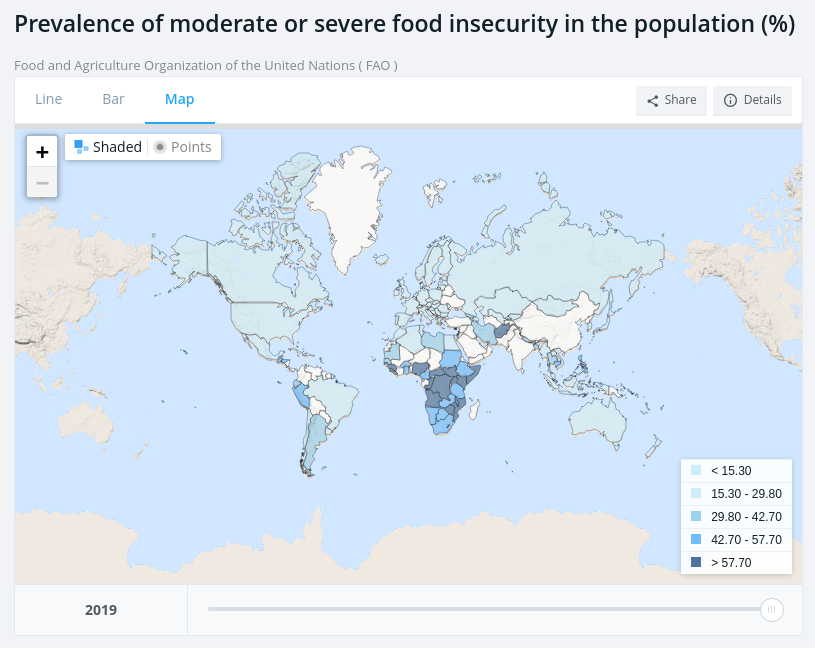 Prevalence of moderate or severe food insecurity in the population (%)
Food and Agriculture Organization of the United Nations ( FAO )
Line Bar Map Share Details
+ Shaded Points
−
< 15.30
15.30 - 29.80
29.80 - 42.70
42.70 - 57.70
> 57.70
2019